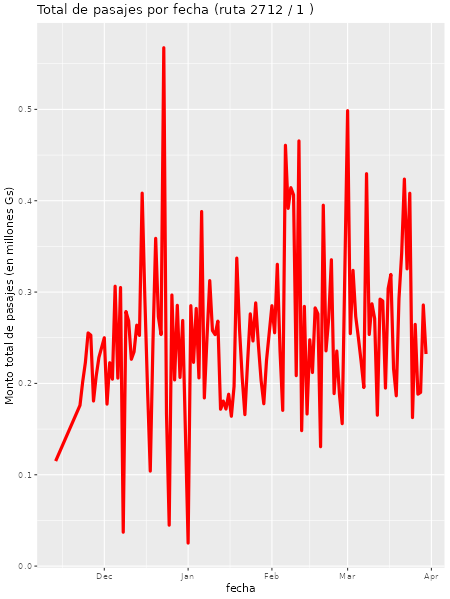 Total de pasajes por fecha (ruta 2712 / 1 )
Monto total de pasajes (en millones Gs)
0.5
0.4
0.3
0.2
0.1
0.0
Dec Jan Feb Mar Apr
fecha